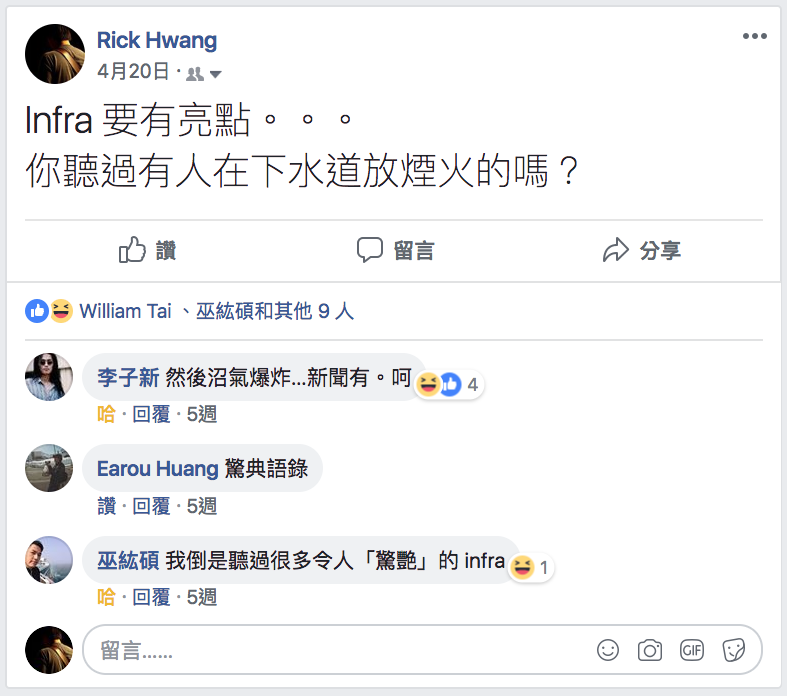 Rick Hwang
4月20日 ·
Infra 要有亮點。。。
你聽過有人在下水道放煙火的嗎？
讚 留言 分享
William Tai 、巫紘碩和其他 9 人
李子新 然後沼氣爆炸...新聞有。呵 4
哈 · 回覆 · 5週
Earou Huang 驚典語錄
讚 · 回覆 · 5週
巫紘碩 我倒是聽過很多令人「驚艷」的 infra 1
哈 · 回覆 · 5週
留言...... GIF